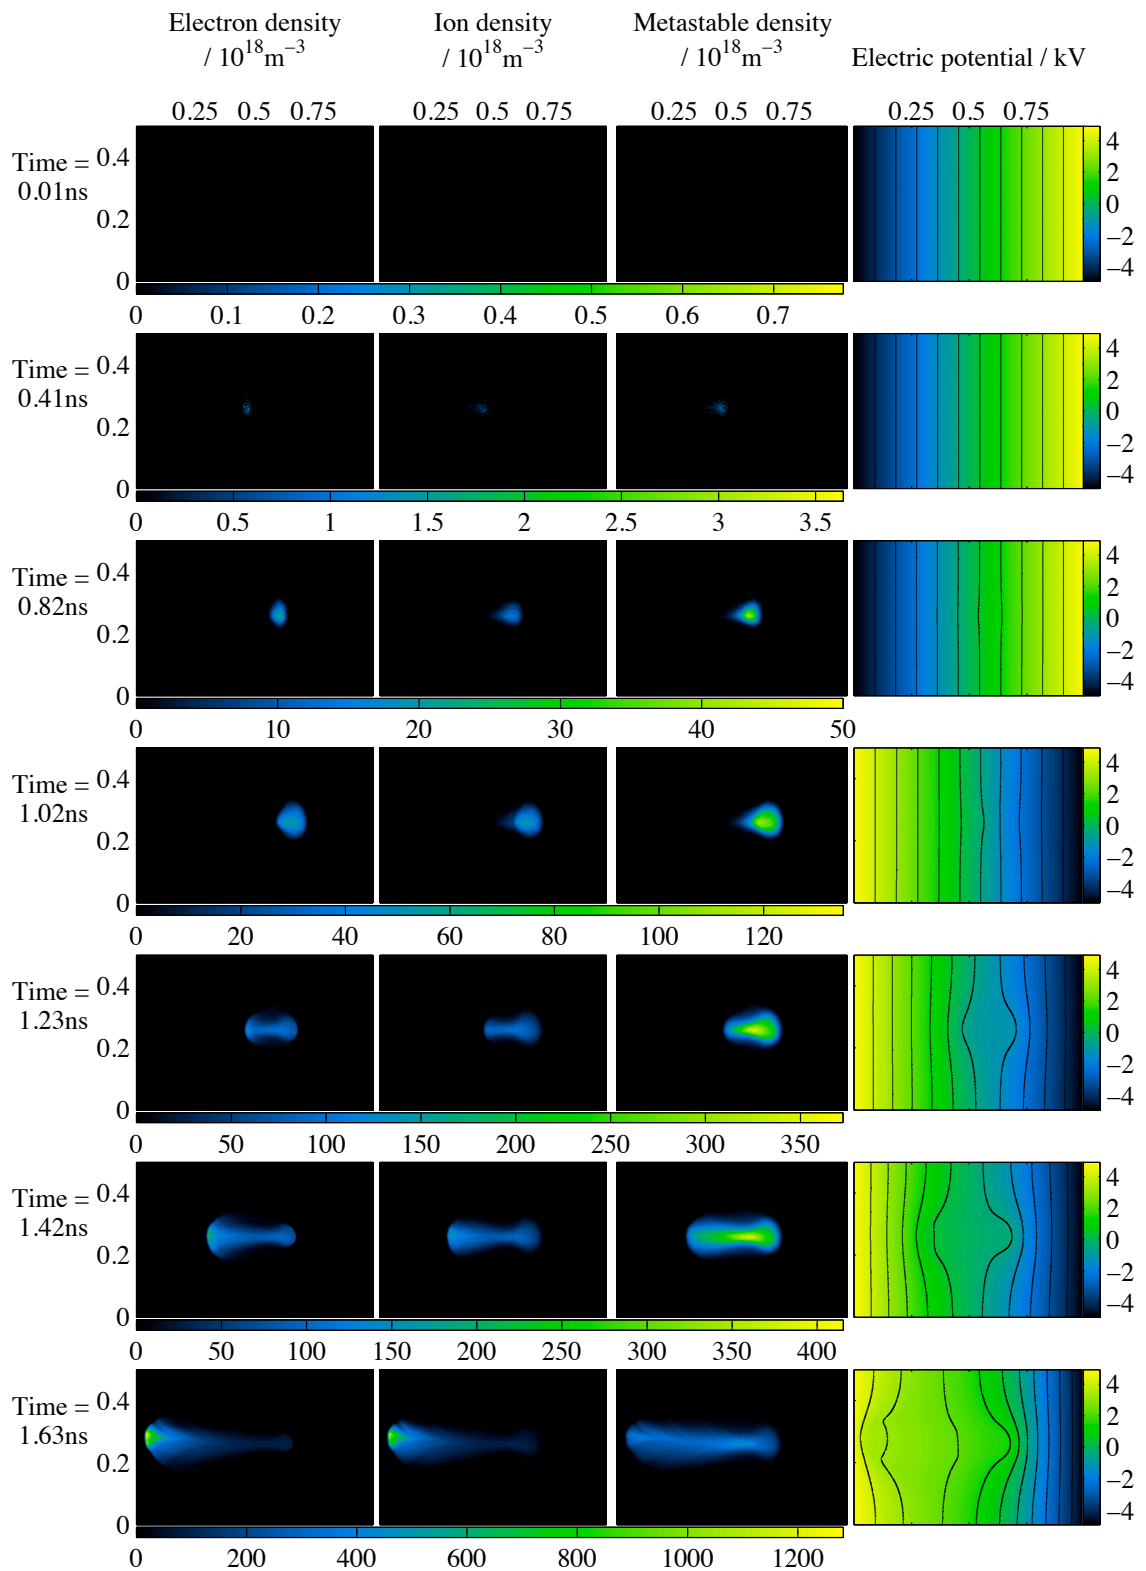 Electron density Ion density Metastable density
/ 10¹⁸m⁻³ / 10¹⁸m⁻³ / 10¹⁸m⁻³ Electric potential / kV
0.25 0.5 0.75 0.25 0.5 0.75 0.25 0.5 0.75 0.25 0.5 0.75
Time = 0.4 4
0.01ns 2
0.2 0
−2
0 −4
0 0.1 0.2 0.3 0.4 0.5 0.6 0.7
Time = 0.4 4
0.41ns 2
0.2 0
−2
0 −4
0 0.5 1 1.5 2 2.5 3 3.5
Time = 0.4 4
0.82ns 2
0.2 0
−2
0 −4
0 10 20 30 40 50
Time = 0.4 4
1.02ns 2
0.2 0
−2
0 −4
0 20 40 60 80 100 120
Time = 0.4 4
1.23ns 2
0.2 0
−2
0 −4
0 50 100 150 200 250 300 350
Time = 0.4 4
1.42ns 2
0.2 0
−2
0 −4
0 50 100 150 200 250 300 350 400
Time = 0.4 4
1.63ns 2
0.2 0
−2
0 −4
0 200 400 600 800 1000 1200